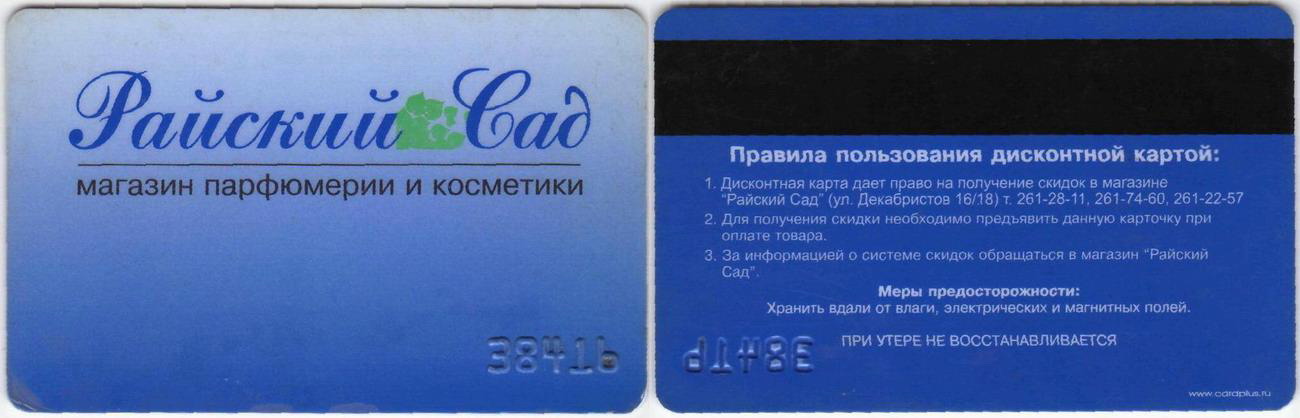 Райский Сад
магазин парфюмерии и косметики
3841Ь
Правила пользования дисконтной картой:
1. Дисконтная карта дает право на получение скидок в магазине
"Райский Сад" (ул. Декабристов 16/18) т. 261-28-11, 261-74-60, 261-22-57
2. Для получения скидки необходимо предъявить данную карточку при
оплате товара.
3. За информацией о системе скидок обращаться в магазин "Райский
Сад".
Меры предосторожности:
Хранить вдали от влаги, электрических и магнитных полей.
ПРИ УТЕРЕ НЕ ВОССТАНАВЛИВАЕТСЯ
www.cardplus.ru